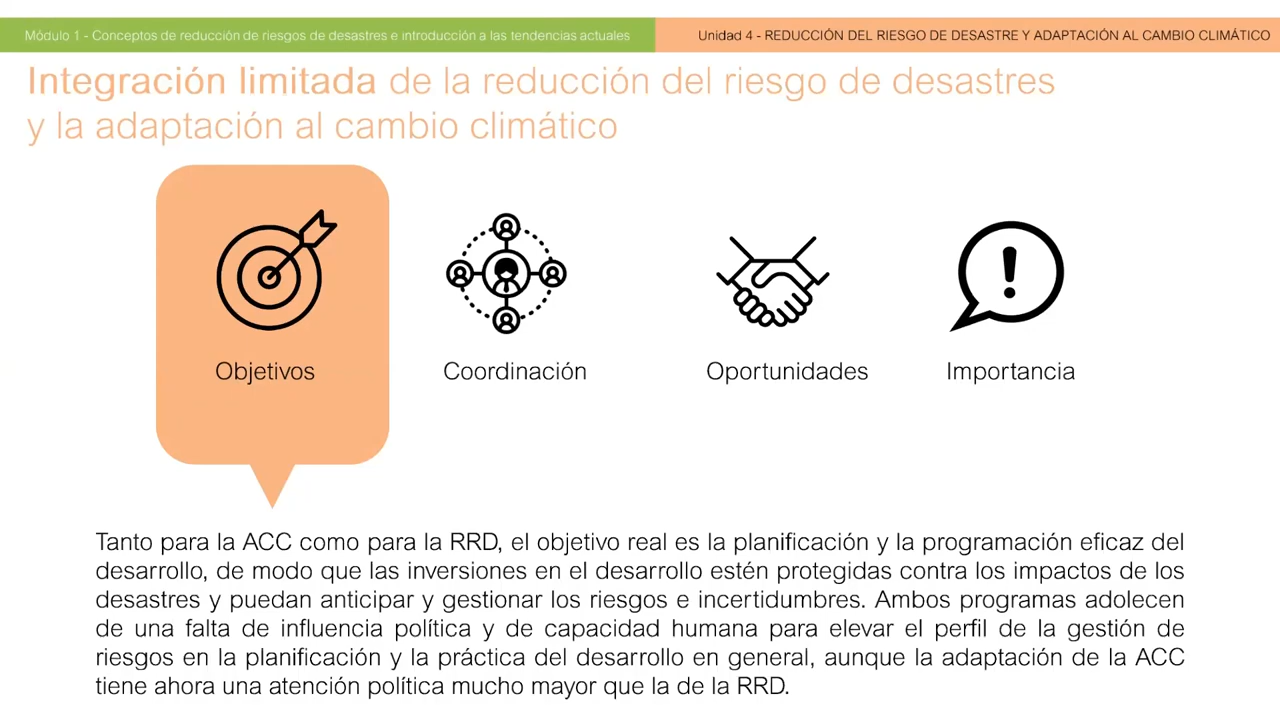 Módulo 1 - Conceptos de reducción de riesgos de desastres e introducción a las tendencias actuales
Unidad 4 - REDUCCIÓN DEL RIESGO DE DESASTRE Y ADAPTACIÓN AL CAMBIO CLIMÁTICO
Integración limitada de la reducción del riesgo de desastres
y la adaptación al cambio climático
Objetivos
Coordinación
Oportunidades
Importancia
Tanto para la ACC como para la RRD, el objetivo real es la planificación y la programación eficaz del
desarrollo, de modo que las inversiones en el desarrollo estén protegidas contra los impactos de los
desastres y puedan anticipar y gestionar los riesgos e incertidumbres. Ambos programas adolecen
de una falta de influencia política y de capacidad humana para elevar el perfil de la gestión de
riesgos en la planificación y la práctica del desarrollo en general, aunque la adaptación de la ACC
tiene ahora una atención política mucho mayor que la de la RRD.